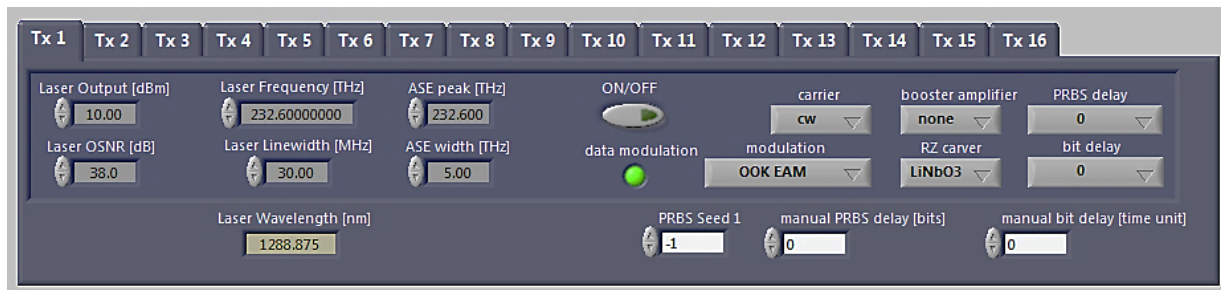 Tx 1 Tx 2 Tx 3 Tx 4 Tx 5 Tx 6 Tx 7 Tx 8 Tx 9 Tx 10 Tx 11 Tx 12 Tx 13 Tx 14 Tx 15 Tx 16
Laser Output [dBm] Laser Frequency [THz] ASE peak [THz] ON/OFF carrier booster amplifier PRBS delay
10.00 232.60000000 232.600 cw none 0
Laser OSNR [dB] Laser Linewidth [MHz] ASE width [THz] data modulation modulation RZ carver bit delay
38.0 30.00 5.00 OOK EAM LiNbO3 0
Laser Wavelength [nm] PRBS Seed 1 manual PRBS delay [bits] manual bit delay [time unit]
1288.875 -1 0 0